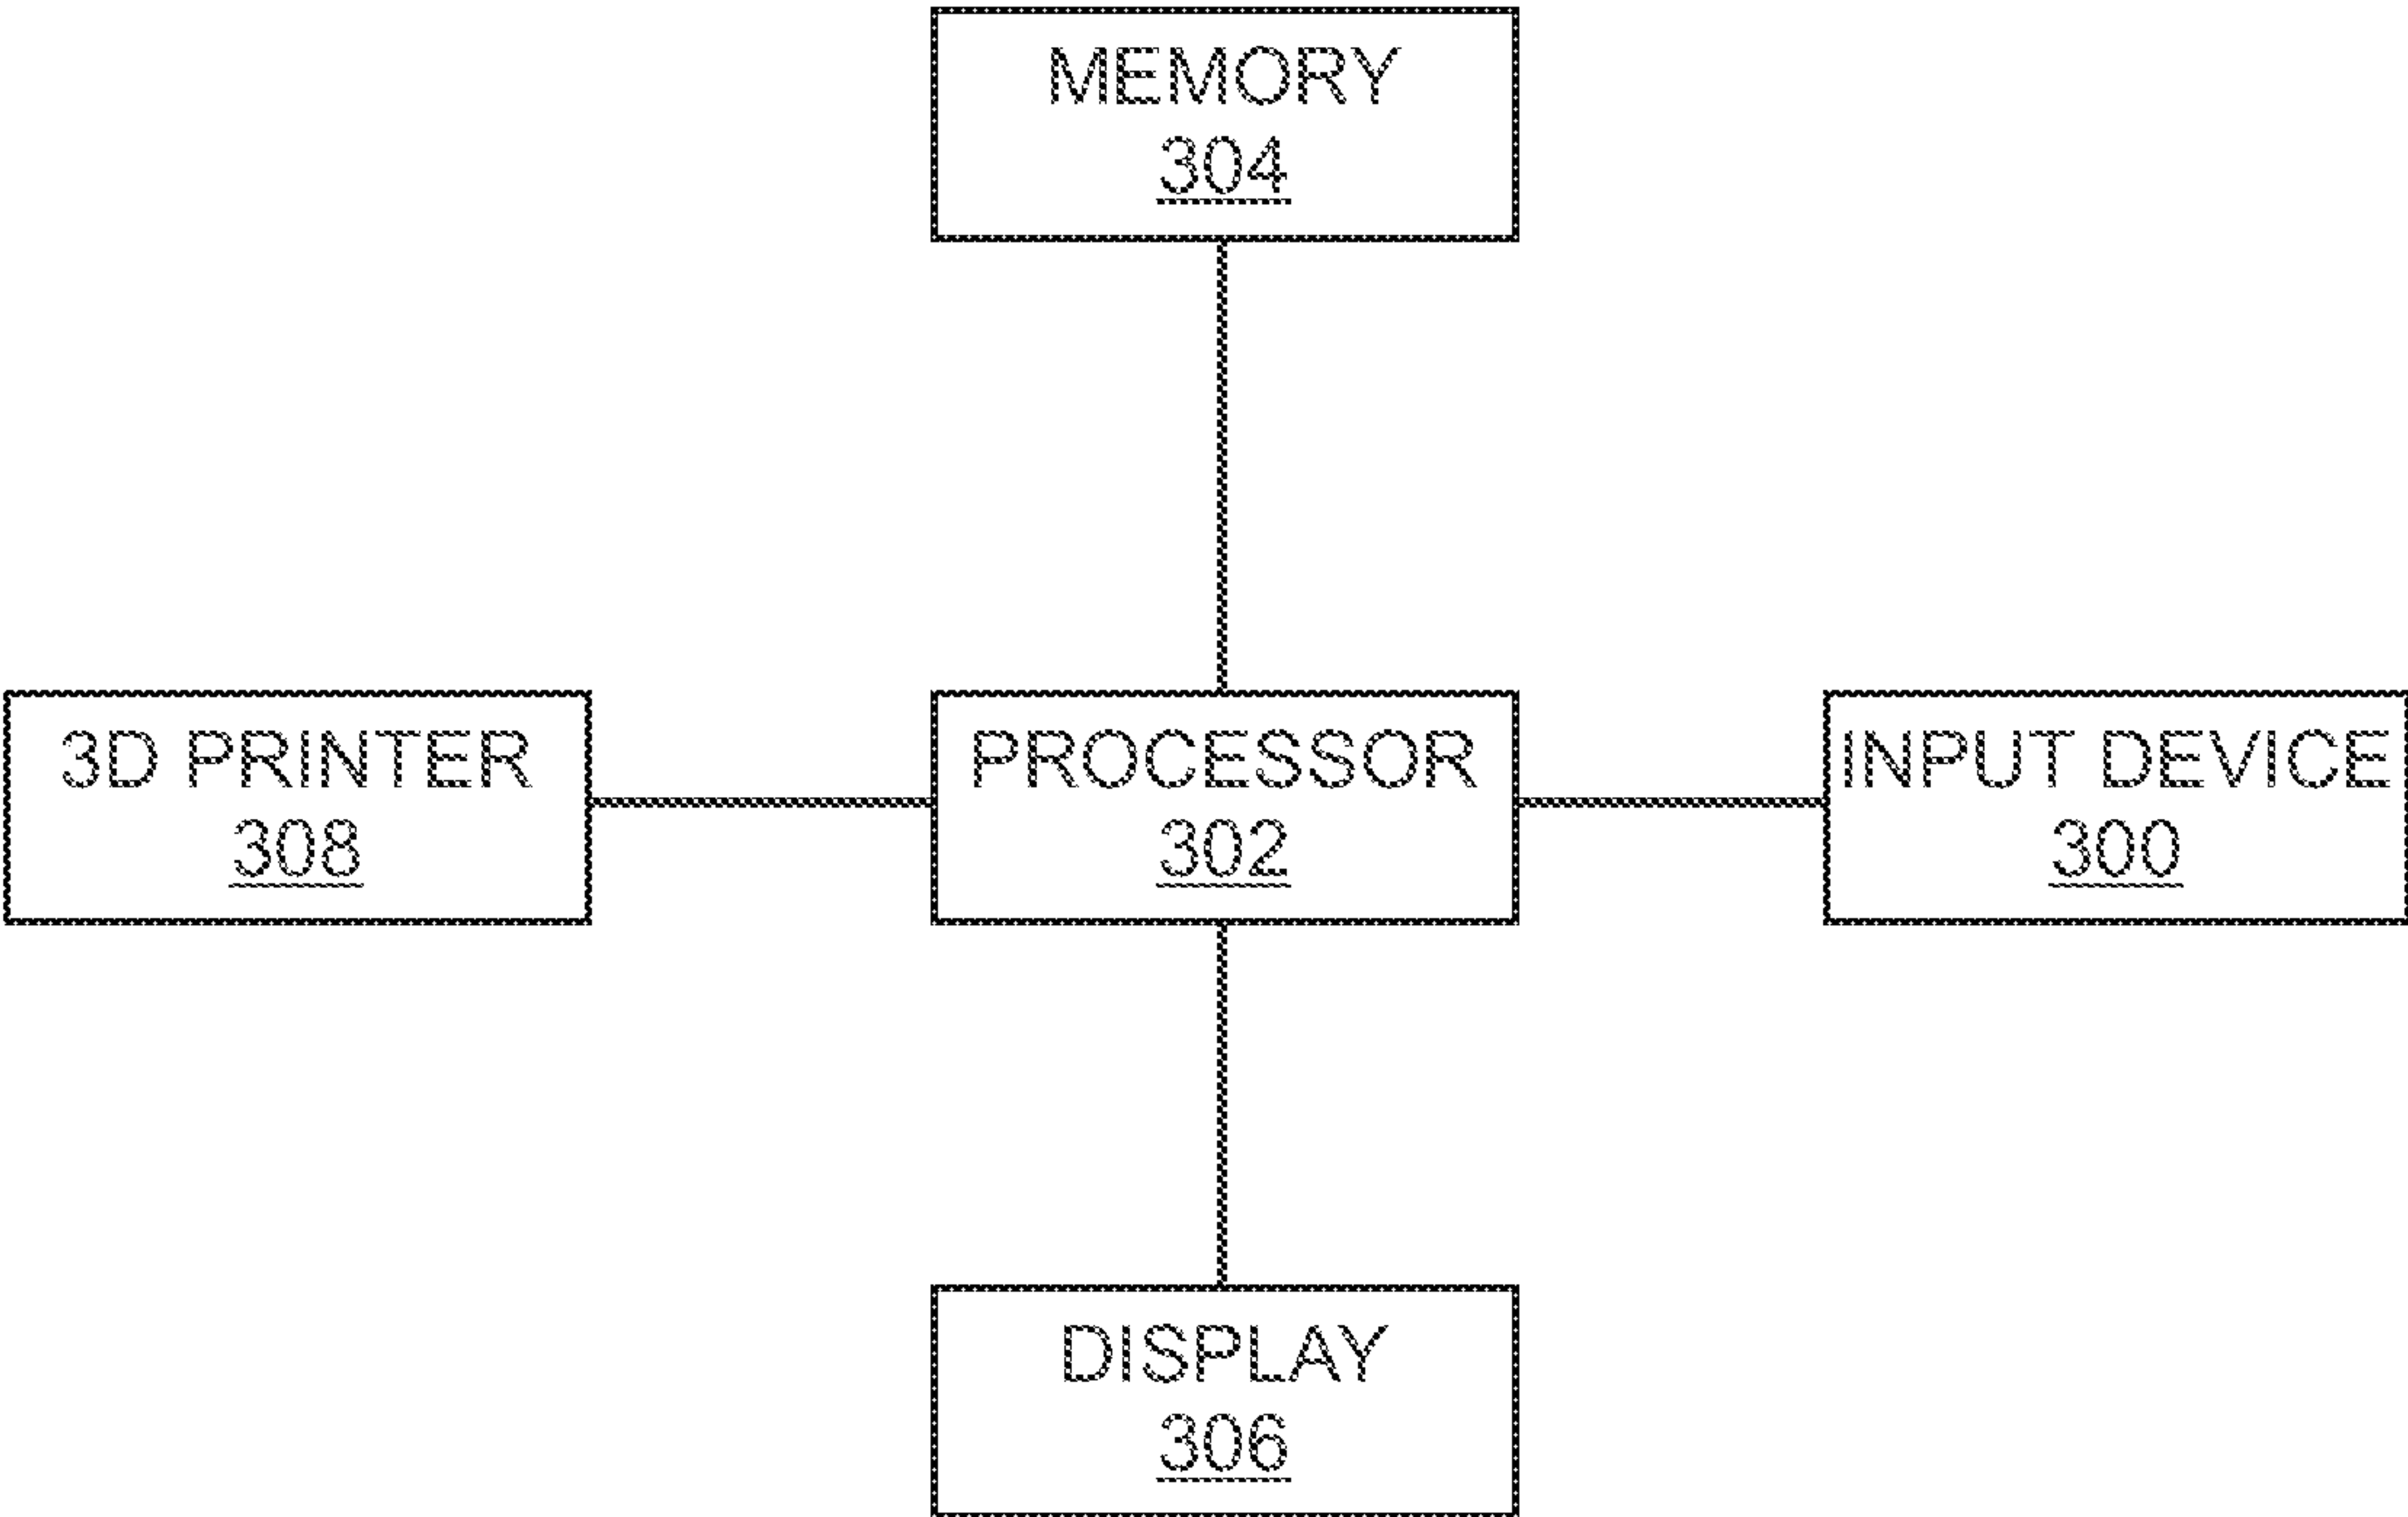 MEMORY
304
3D PRINTER
308
PROCESSOR
302
INPUT DEVICE
300
DISPLAY
306